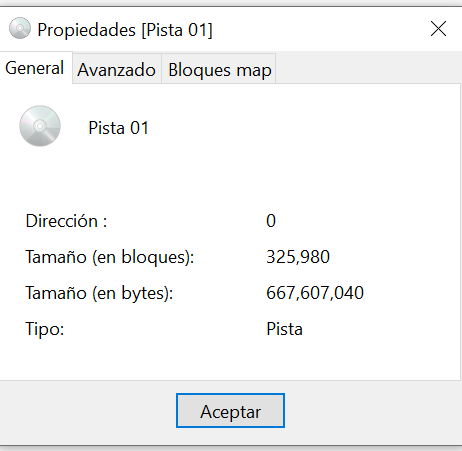 Propiedades [Pista 01]
General Avanzado Bloques map
Pista 01
Dirección : 0
Tamaño (en bloques): 325,980
Tamaño (en bytes): 667,607,040
Tipo: Pista
Aceptar